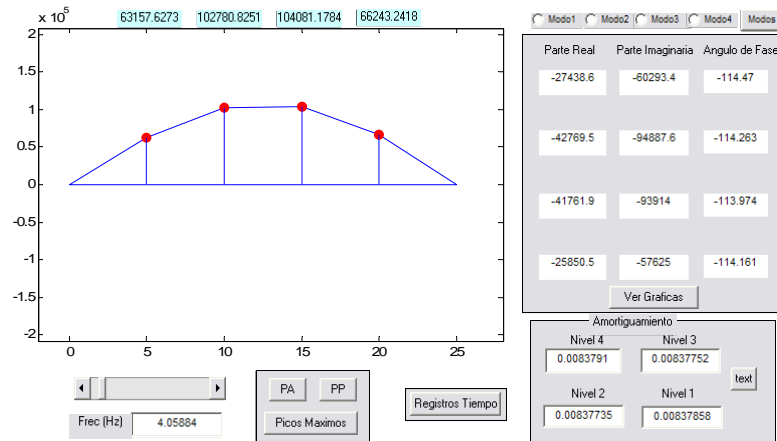 x 10^5
63157.6273 102780.8251 104081.1784 66243.2418
2
1.5
1
0.5
0
-0.5
-1
-1.5
-2
0 5 10 15 20 25
Frec (Hz) 4.05884
PA PP
Picos Maximos
Registros Tiempo
Modo1 Modo2 Modo3 Modo4 Modos
Parte Real Parte Imaginaria Angulo de Fase
-27438.6 -60293.4 -114.47
-42769.5 -94887.6 -114.263
-41761.9 -93914 -113.974
-25850.5 -57625 -114.161
Ver Graficas
Amortiguamiento
Nivel 4 Nivel 3
0.0083791 0.00837752
text
Nivel 2 Nivel 1
0.00837735 0.00837858